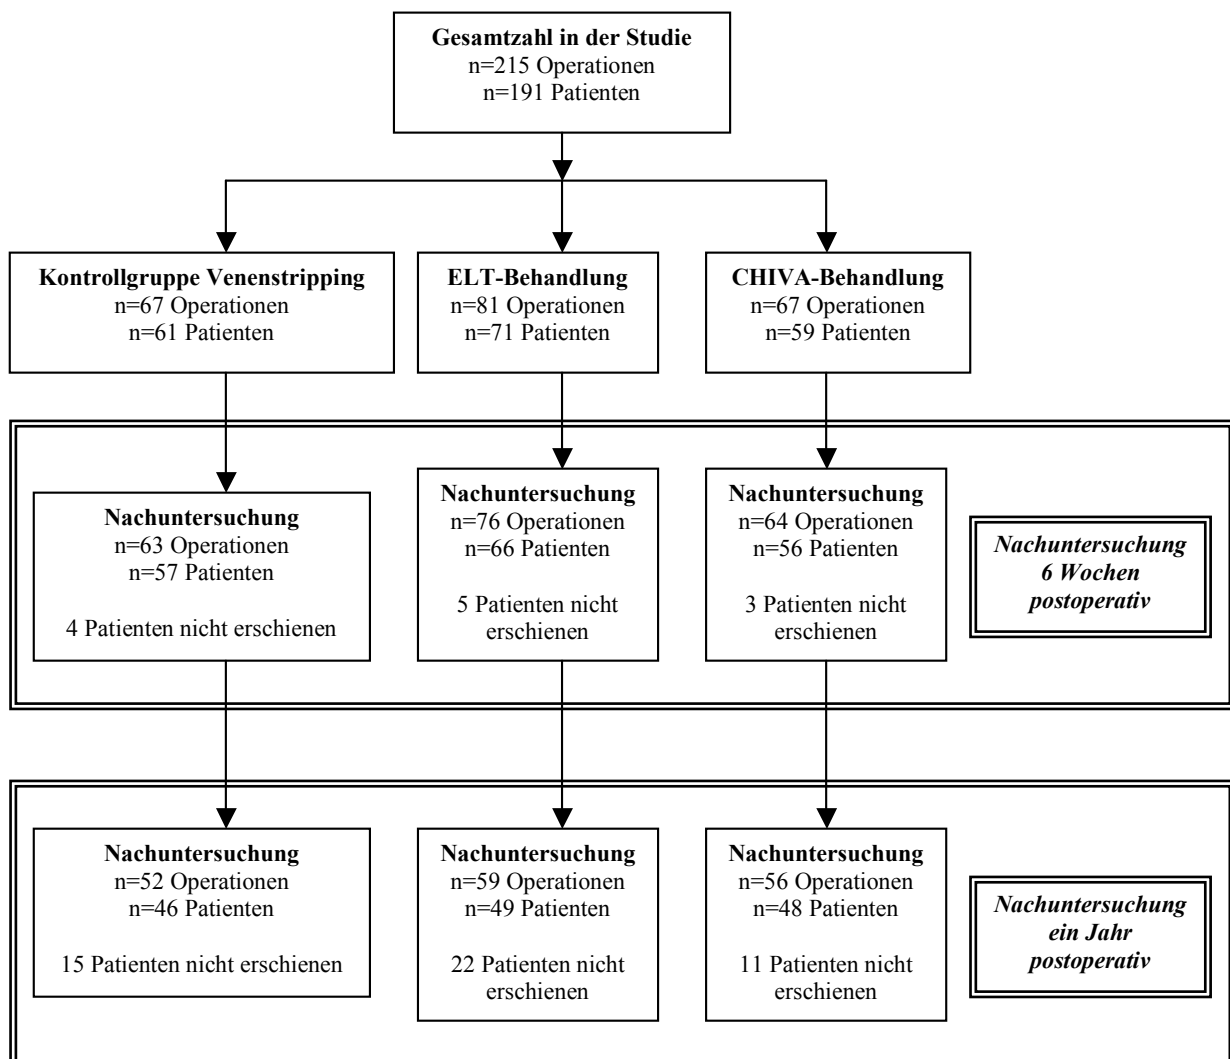 Gesamtzahl in der Studie
n=215 Operationen
n=191 Patienten
Kontrollgruppe Venenstripping
n=67 Operationen
n=61 Patienten
ELT-Behandlung
n=81 Operationen
n=71 Patienten
CHIVA-Behandlung
n=67 Operationen
n=59 Patienten
Nachuntersuchung
n=63 Operationen
n=57 Patienten
4 Patienten nicht erschienen
Nachuntersuchung
n=76 Operationen
n=66 Patienten
5 Patienten nicht
erschienen
Nachuntersuchung
n=64 Operationen
n=56 Patienten
3 Patienten nicht
erschienen
Nachuntersuchung
6 Wochen
postoperativ
Nachuntersuchung
n=52 Operationen
n=46 Patienten
15 Patienten nicht erschienen
Nachuntersuchung
n=59 Operationen
n=49 Patienten
22 Patienten nicht
erschienen
Nachuntersuchung
n=56 Operationen
n=48 Patienten
11 Patienten nicht
erschienen
Nachuntersuchung
ein Jahr
postoperativ